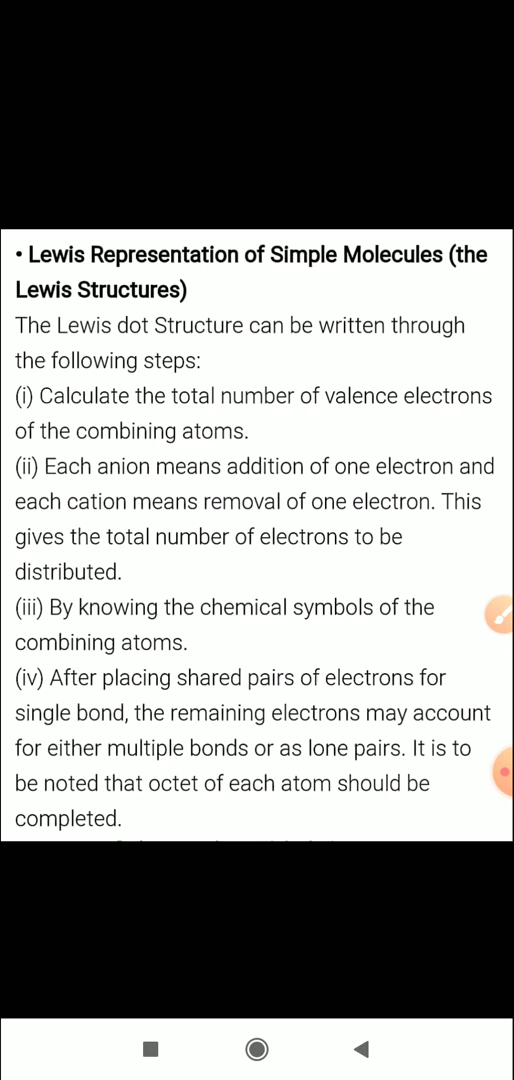 • Lewis Representation of Simple Molecules (the
Lewis Structures)
The Lewis dot Structure can be written through
the following steps:
(i) Calculate the total number of valence electrons
of the combining atoms.
(ii) Each anion means addition of one electron and
each cation means removal of one electron. This
gives the total number of electrons to be
distributed.
(iii) By knowing the chemical symbols of the
combining atoms.
(iv) After placing shared pairs of electrons for
single bond, the remaining electrons may account
for either multiple bonds or as lone pairs. It is to
be noted that octet of each atom should be
completed.